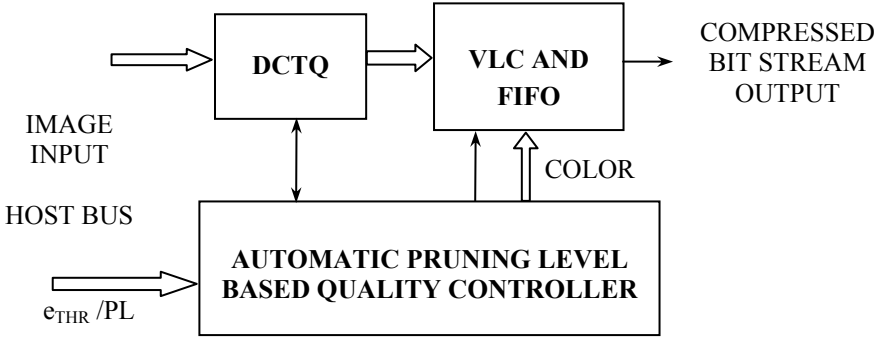 DCTQ
VLC AND
FIFO
COMPRESSED
BIT STREAM
OUTPUT
IMAGE
INPUT
COLOR
HOST BUS
AUTOMATIC PRUNING LEVEL
BASED QUALITY CONTROLLER
eTHR /PL